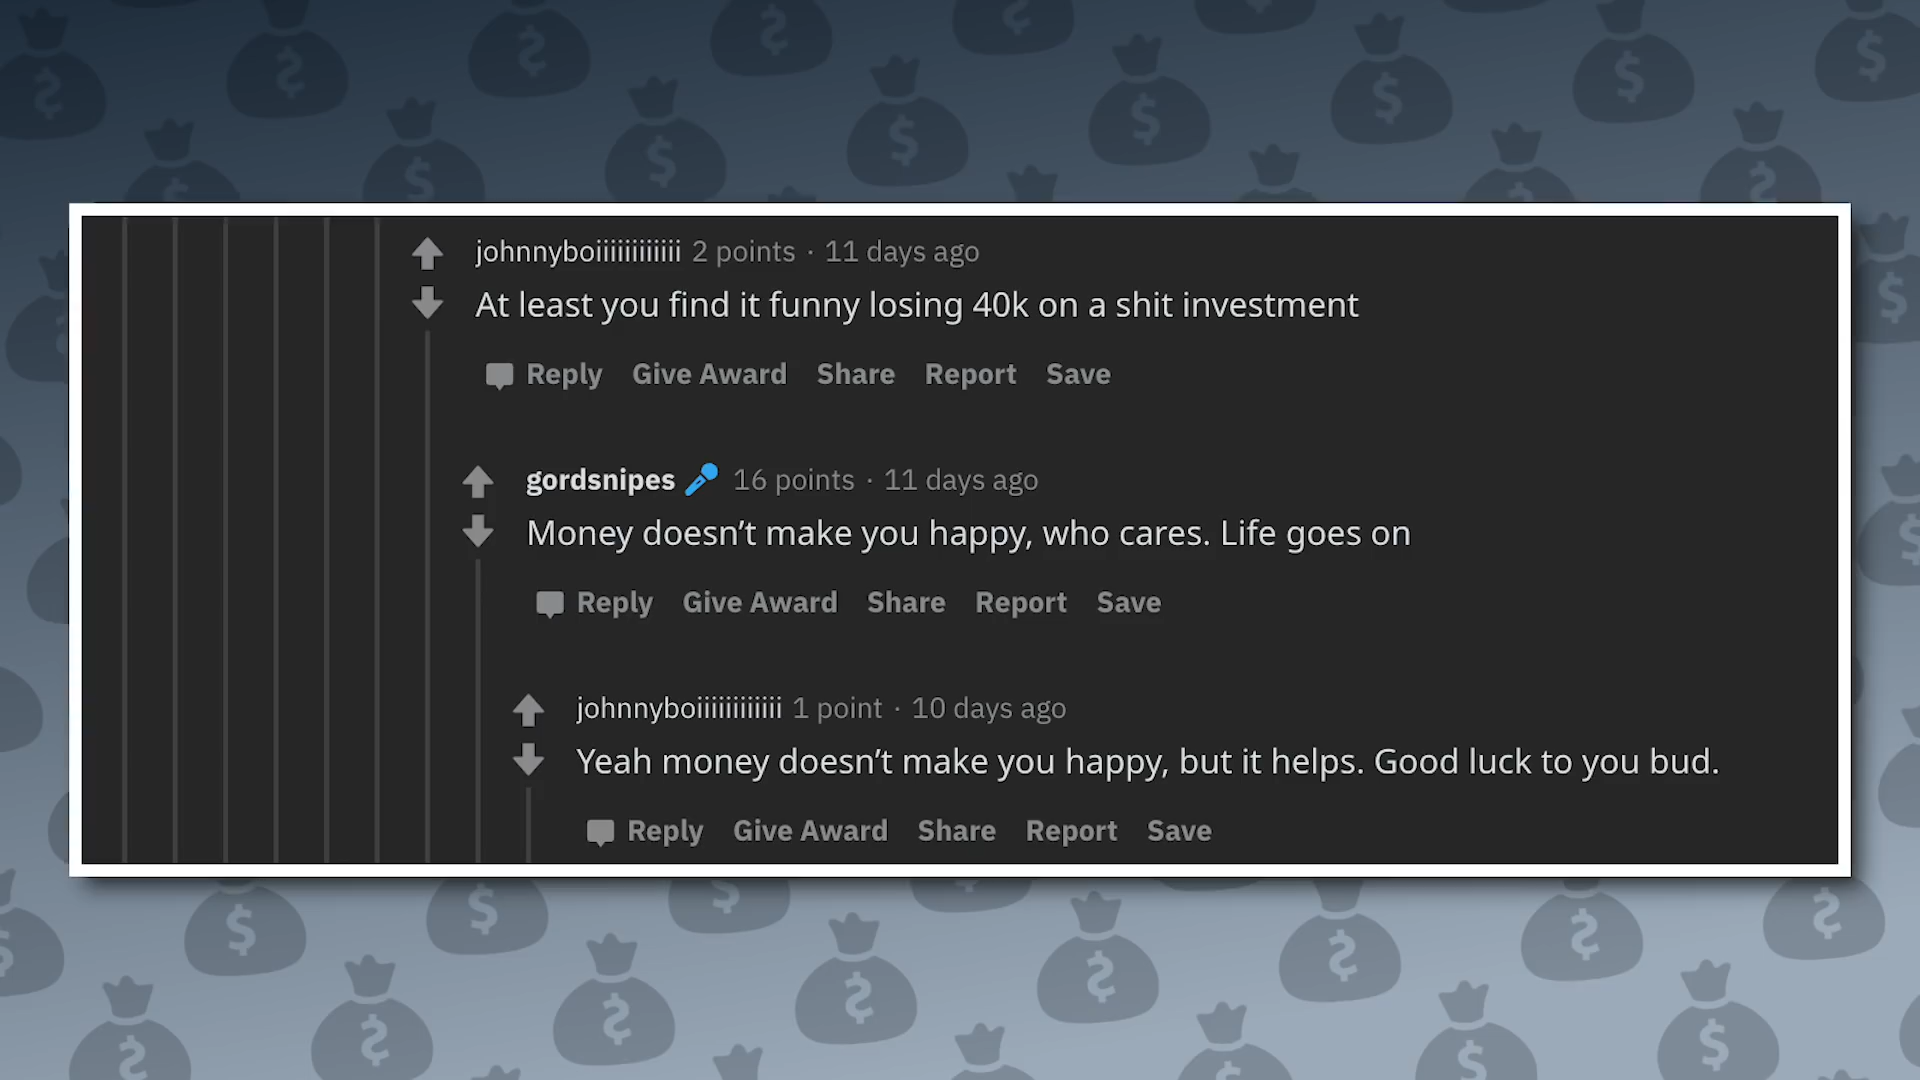 johnnyboiiiiiiiiiiiii 2 points · 11 days ago
At least you find it funny losing 40k on a shit investment
Reply Give Award Share Report Save
gordsnipes 16 points · 11 days ago
Money doesn’t make you happy, who cares. Life goes on
Reply Give Award Share Report Save
johnnyboiiiiiiiiiiiii 1 point · 10 days ago
Yeah money doesn’t make you happy, but it helps. Good luck to you bud.
Reply Give Award Share Report Save